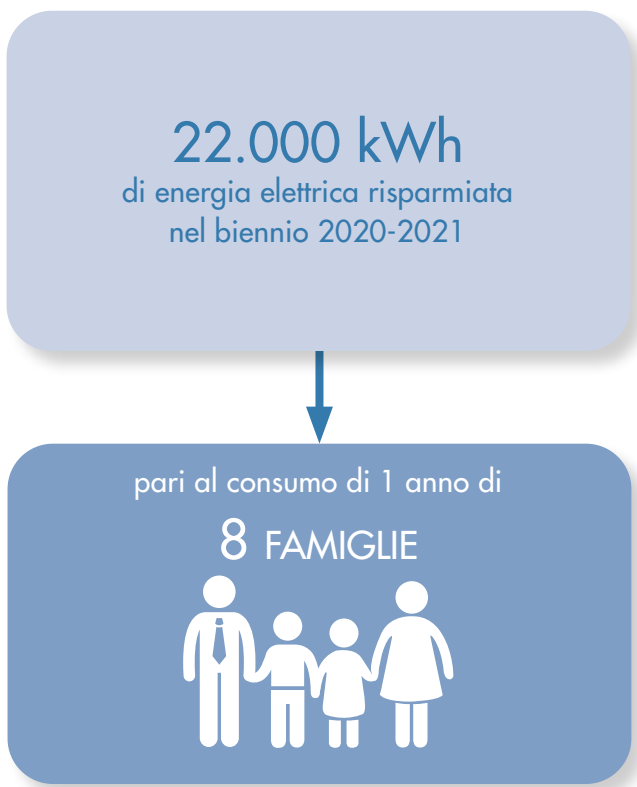 22.000 kWh
di energia elettrica risparmiata
nel biennio 2020-2021
pari al consumo di 1 anno di
8 FAMIGLIE